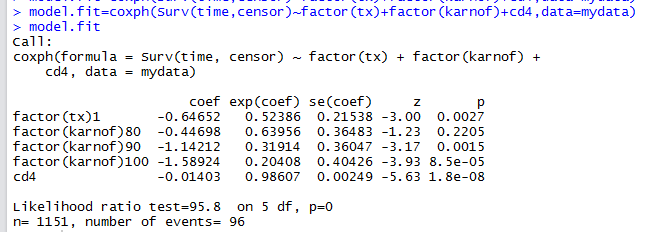 > model.fit=coxph(Surv(time,censor)~factor(tx)+factor(karnof)+cd4,data=mydata)
> model.fit
Call:
coxph(formula = Surv(time, censor) ~ factor(tx) + factor(karnof) +
    cd4, data = mydata)

                      coef exp(coef) se(coef)     z       p
factor(tx)1       -0.64652   0.52386  0.21538 -3.00  0.0027
factor(karnof)80  -0.44698   0.63956  0.36483 -1.23  0.2205
factor(karnof)90  -1.14212   0.31914  0.36047 -3.17  0.0015
factor(karnof)100 -1.58924   0.20408  0.40426 -3.93 8.5e-05
cd4               -0.01403   0.98607  0.00249 -5.63 1.8e-08

Likelihood ratio test=95.8  on 5 df, p=0
n= 1151, number of events= 96